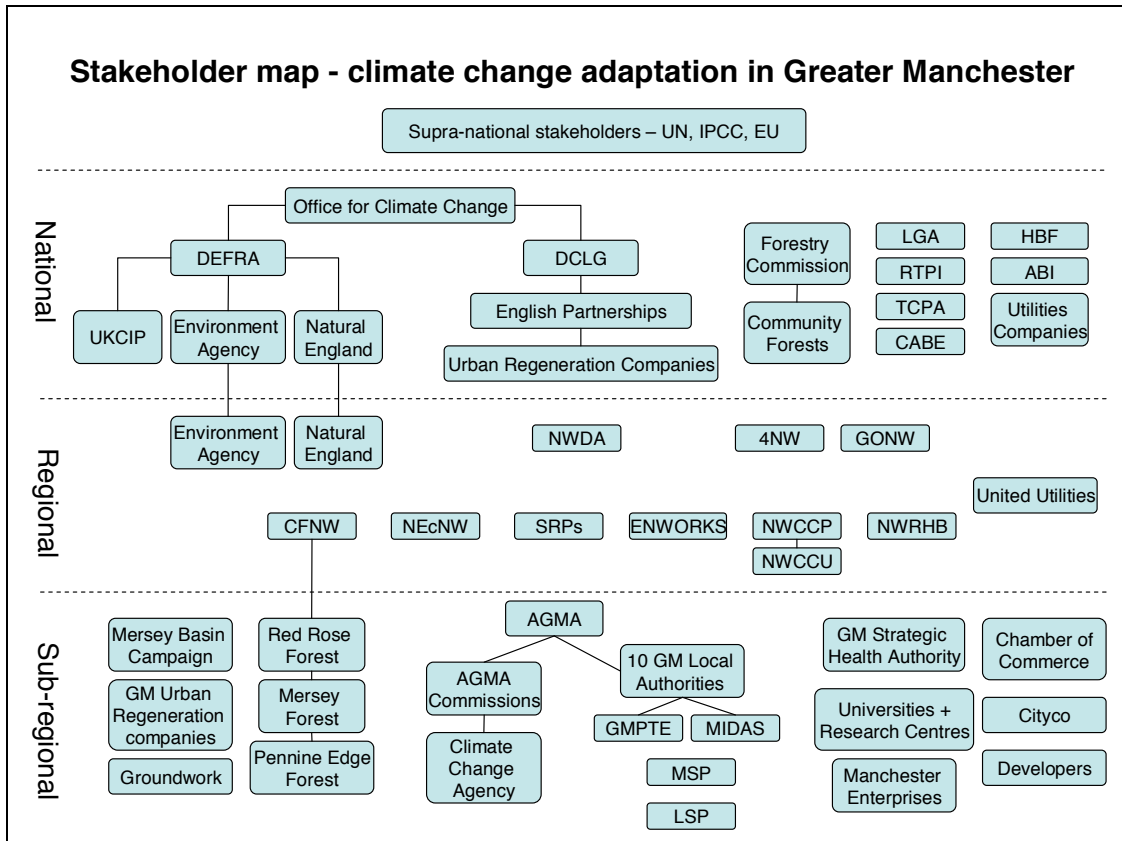 Stakeholder map - climate change adaptation in Greater Manchester
Supra-national stakeholders – UN, IPCC, EU
National
Office for Climate Change
DEFRA
DCLG
UKCIP
Environment
Agency
Natural
England
English Partnerships
Urban Regeneration Companies
Forestry
Commission
Community
Forests
LGA
RTPI
TCPA
CABE
HBF
ABI
Utilities
Companies
Regional
Environment
Agency
Natural
England
NWDA
4NW
GONW
United Utilities
CFNW
NEcNW
SRPs
ENWORKS
NWCCP
NWRHB
NWCCU
Sub-regional
Mersey Basin
Campaign
GM Urban
Regeneration
companies
Groundwork
Red Rose
Forest
Mersey
Forest
Pennine Edge
Forest
AGMA
AGMA
Commissions
Climate
Change
Agency
10 GM Local
Authorities
GMPTE
MIDAS
MSP
LSP
GM Strategic
Health Authority
Universities +
Research Centres
Manchester
Enterprises
Chamber of
Commerce
Cityco
Developers